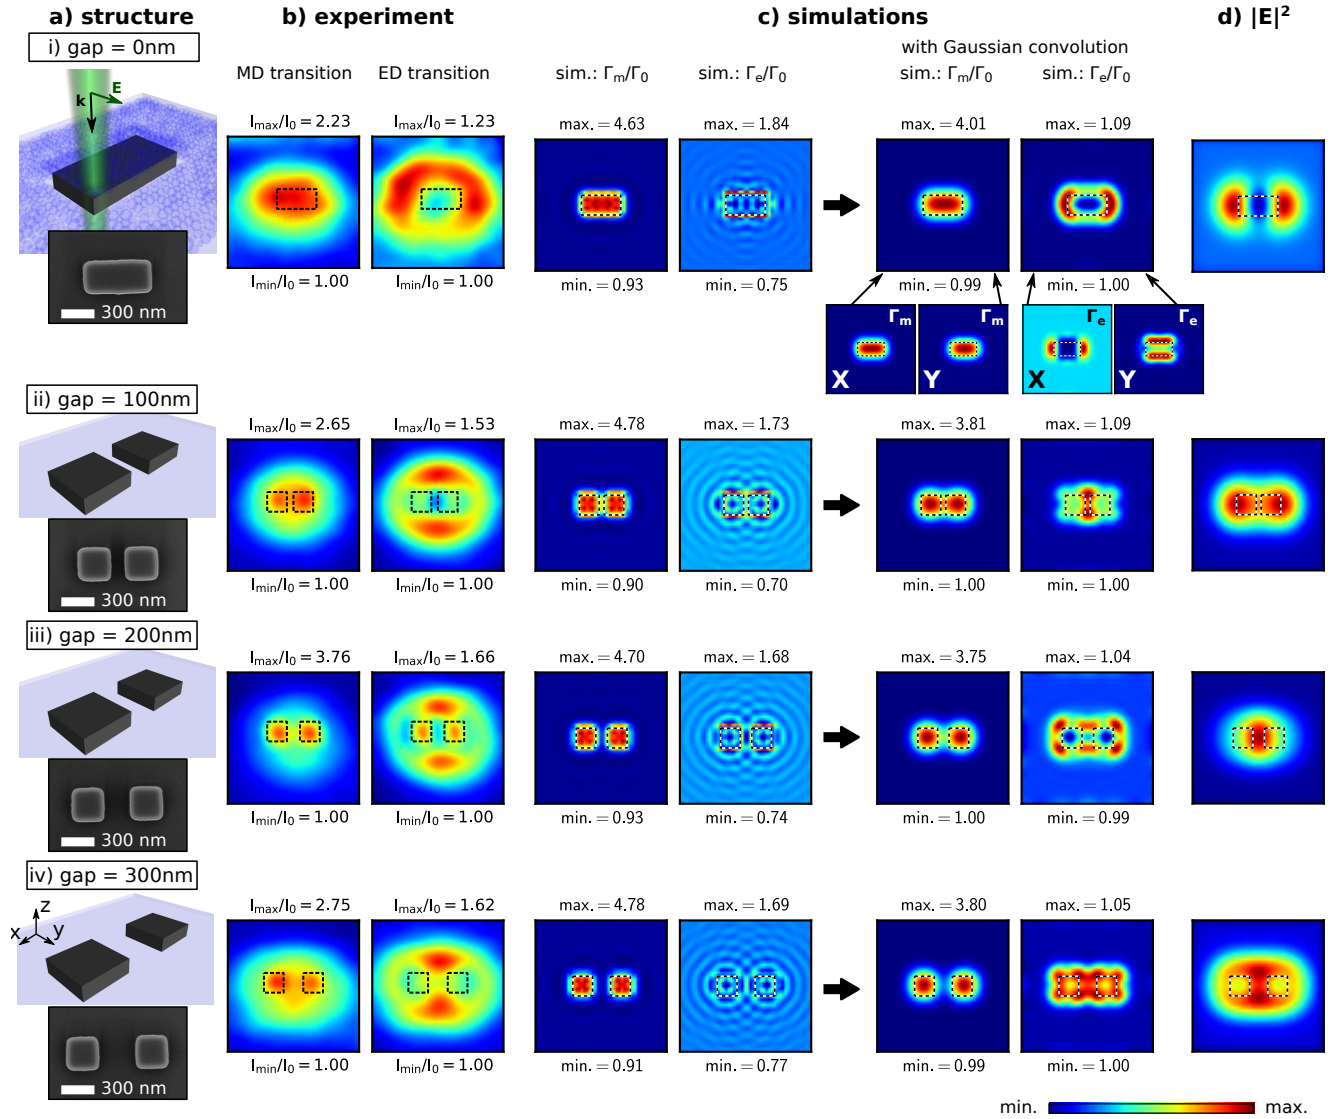 a) structure
b) experiment
c) simulations
d) |E|²
i) gap = 0nm
with Gaussian convolution
MD transition
ED transition
sim.: Γm/Γ0
sim.: Γe/Γ0
sim.: Γm/Γ0
sim.: Γe/Γ0
E
k
Imax/I0 = 2.23
Imax/I0 = 1.23
max. = 4.63
max. = 1.84
max. = 4.01
max. = 1.09
Imin/I0 = 1.00
Imin/I0 = 1.00
min. = 0.93
min. = 0.75
min. = 0.99
min. = 1.00
300 nm
Γm
Γm
Γe
Γe
X
Y
X
Y
ii) gap = 100nm
Imax/I0 = 2.65
Imax/I0 = 1.53
max. = 4.78
max. = 1.73
max. = 3.81
max. = 1.09
Imin/I0 = 1.00
Imin/I0 = 1.00
min. = 0.90
min. = 0.70
min. = 1.00
min. = 1.00
300 nm
iii) gap = 200nm
Imax/I0 = 3.76
Imax/I0 = 1.66
max. = 4.70
max. = 1.68
max. = 3.75
max. = 1.04
Imin/I0 = 1.00
Imin/I0 = 1.00
min. = 0.93
min. = 0.74
min. = 1.00
min. = 0.99
300 nm
iv) gap = 300nm
z
x
y
Imax/I0 = 2.75
Imax/I0 = 1.62
max. = 4.78
max. = 1.69
max. = 3.80
max. = 1.05
Imin/I0 = 1.00
Imin/I0 = 1.00
min. = 0.91
min. = 0.77
min. = 0.99
min. = 1.00
300 nm
min.
max.